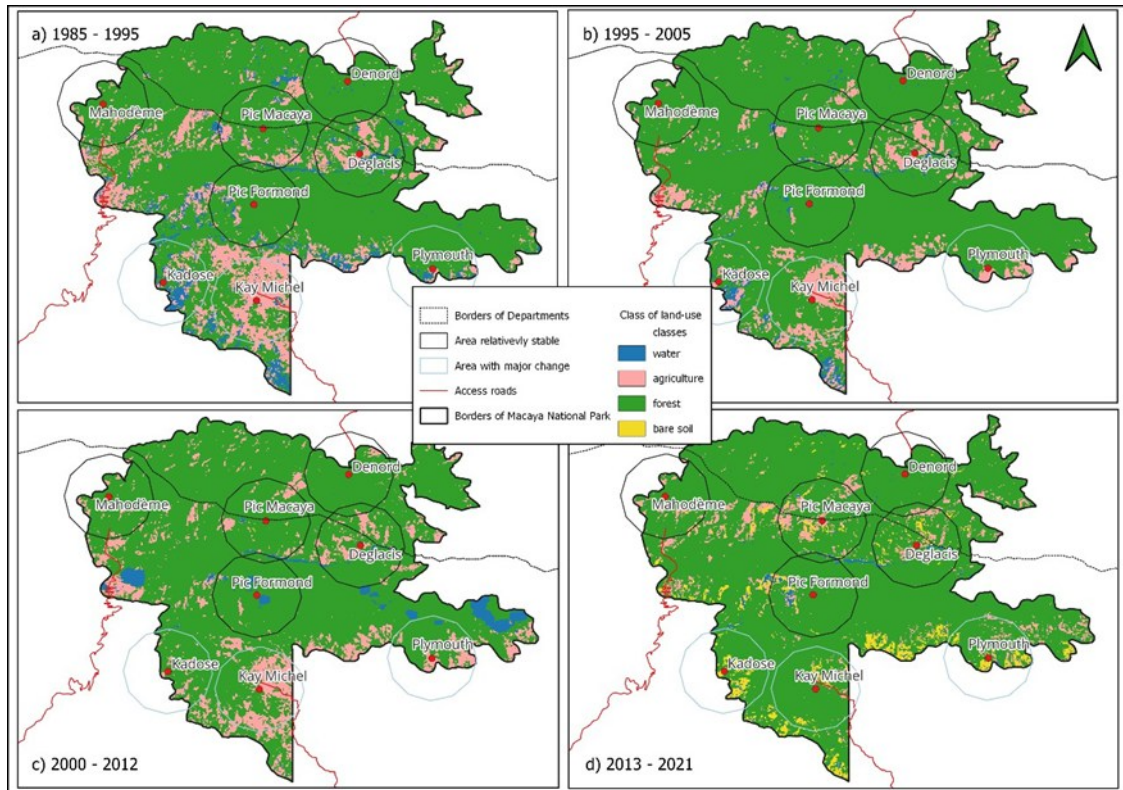 a) 1985 - 1995
Denord
Mahodème
Pic Macaya
Deglacis
Pic Formond
Plymouth
Kadose
Kay Michel
b) 1995 - 2005
Denord
Mahodème
Pic Macaya
Deglacis
Pic Formond
Plymouth
Kadose
Kay Michel
Borders of Departments
Area relativevly stable
Area with major change
Access roads
Borders of Macaya National Park
Class of land-use
classes
water
agriculture
forest
bare soil
Denord
Mahodème
Pic Macaya
Deglacis
Pic Formond
Plymouth
Kadose
Kay Michel
c) 2000 - 2012
Denord
Mahodème
Pic Macaya
Deglacis
Pic Formond
Plymouth
Kadose
Kay Michel
d) 2013 - 2021